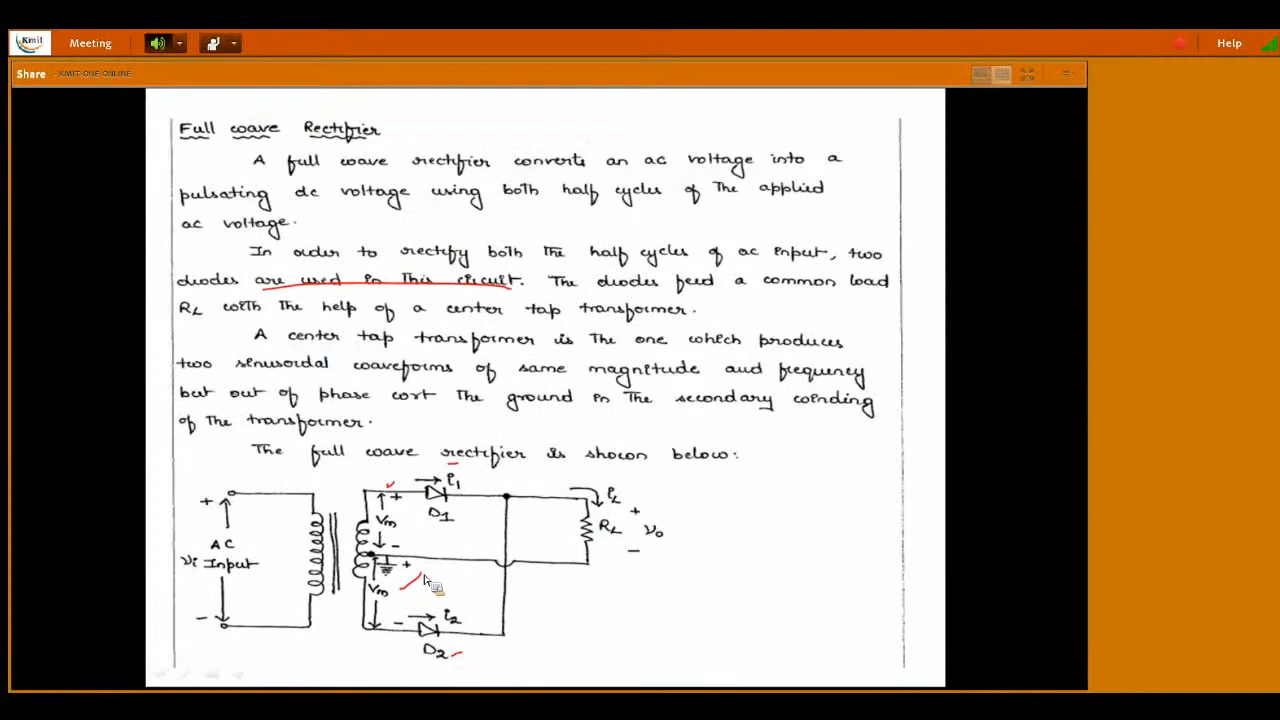 Kmit
Meeting
Help
Share - KMIT-ONE ONLINE
Full wave Rectifier
A full wave rectifier converts an ac voltage into a
pulsating dc voltage using both half cycles of the applied
ac voltage.
In order to rectify both the half cycles of ac input, two
diodes are used in this circuit. The diodes feed a common load
RL with the help of a center tap transformer.
A center tap transformer is the one which produces
two sinusoidal waveforms of same magnitude and frequency
but out of phase wrt the ground in the secondary winding
of the transformer.
The full wave rectifier is shown below:
+ Vm + - i1 D1 iL + RL vo -
AC
vi Input
+
Vm
- - i2
D2